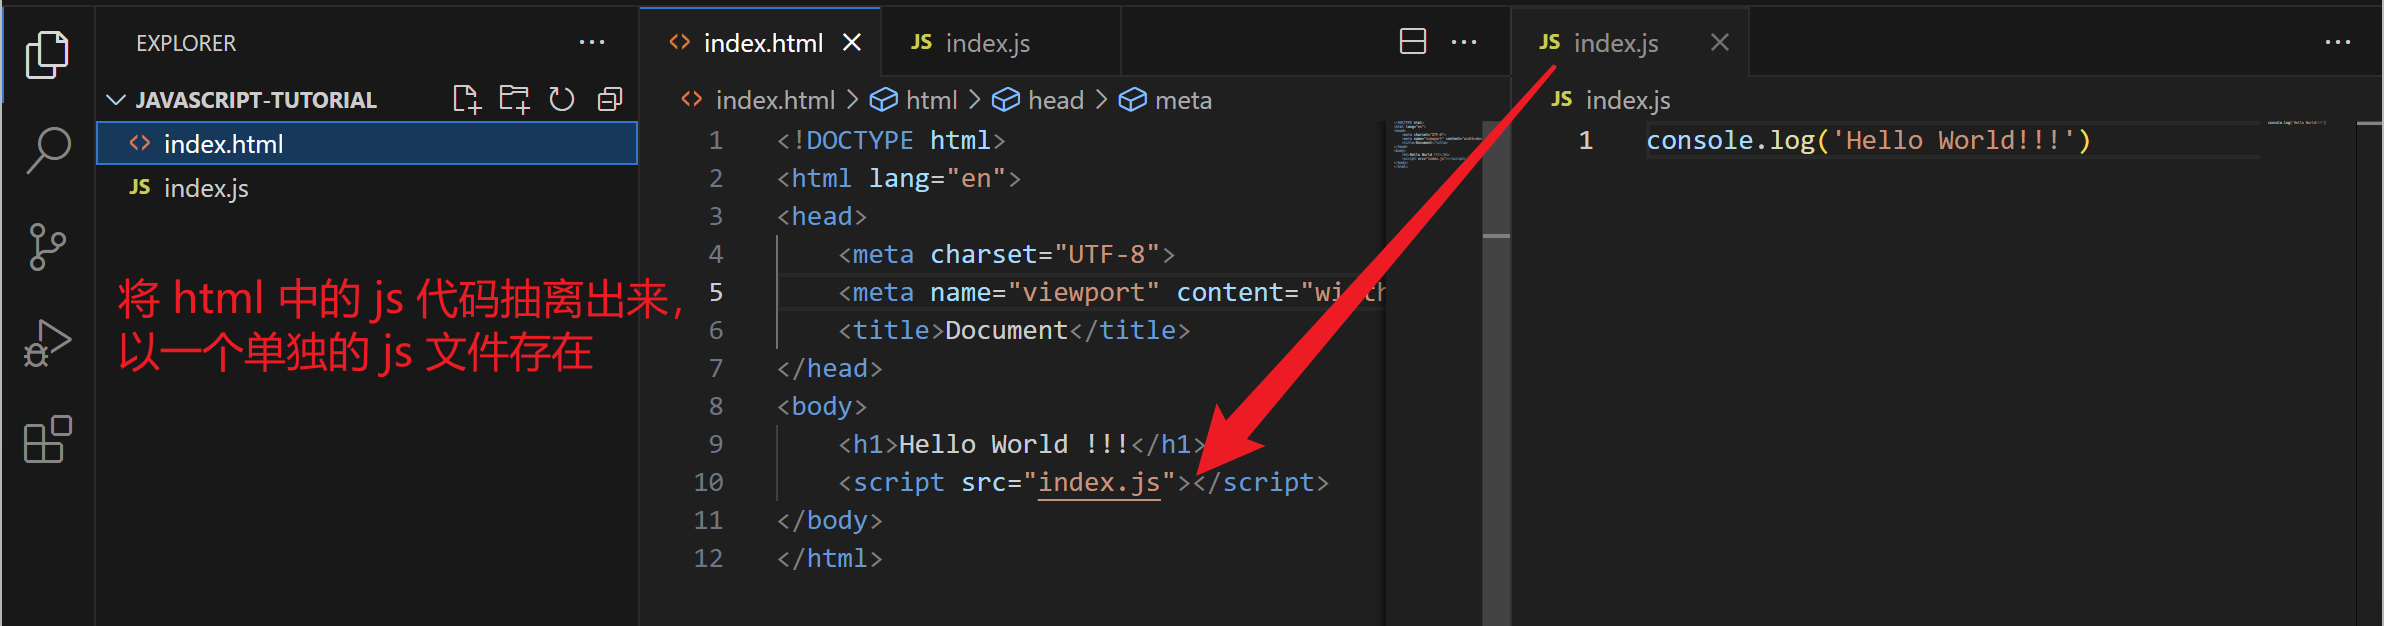 EXPLORER
JAVASCRIPT-TUTORIAL
index.html
JS index.js
将 html 中的 js 代码抽离出来，
以一个单独的 js 文件存在
index.html
JS index.js
index.html > html > head > meta
1 <!DOCTYPE html>
2 <html lang="en">
3 <head>
4 <meta charset="UTF-8">
5 <meta name="viewport" content="width
6 <title>Document</title>
7 </head>
8 <body>
9 <h1>Hello World !!!</h1>
10 <script src="index.js"></script>
11 </body>
12 </html>
JS index.js
JS index.js
1 console.log('Hello World!!!')